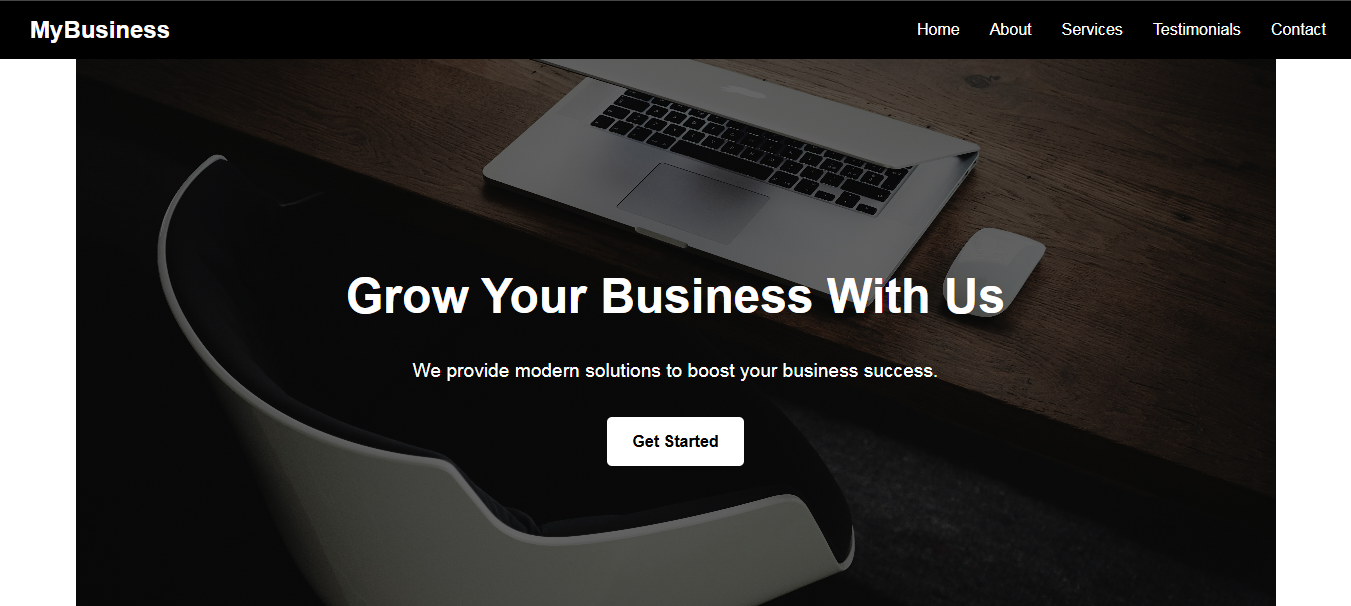 MyBusiness
Home About Services Testimonials Contact
Grow Your Business With Us
We provide modern solutions to boost your business success.
Get Started